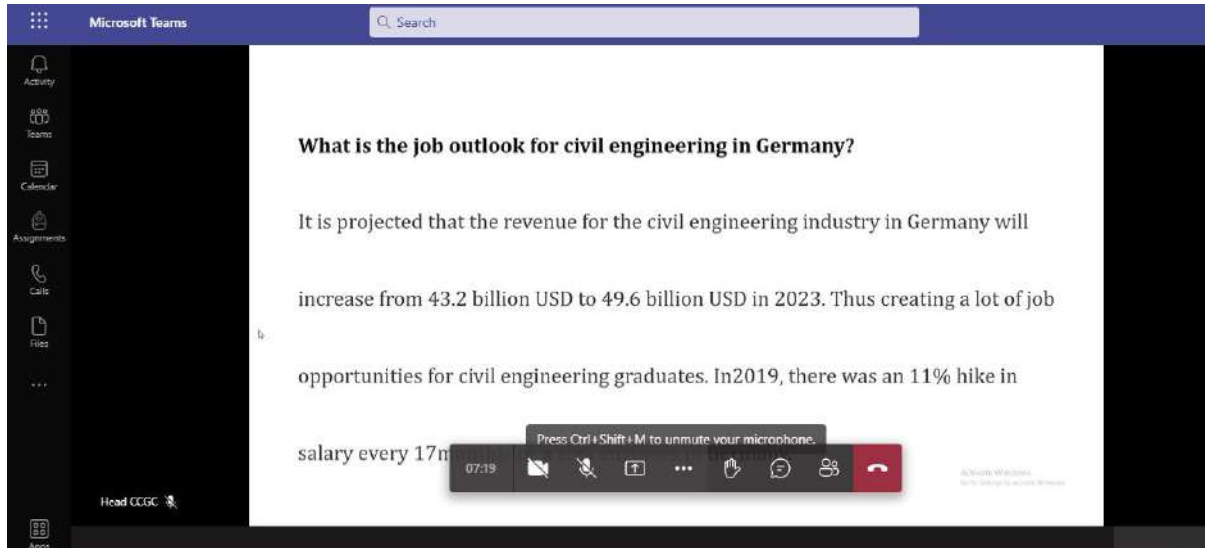 Microsoft Teams
Search
Activity
Teams
Calendar
Assignments
Calls
Files
Apps
What is the job outlook for civil engineering in Germany?
It is projected that the revenue for the civil engineering industry in Germany will
increase from 43.2 billion USD to 49.6 billion USD in 2023. Thus creating a lot of job
opportunities for civil engineering graduates. In2019, there was an 11% hike in
salary every 17m
Press Ctrl+Shift+M to unmute your microphone.
07:19
Activate Windows
Head CCGC